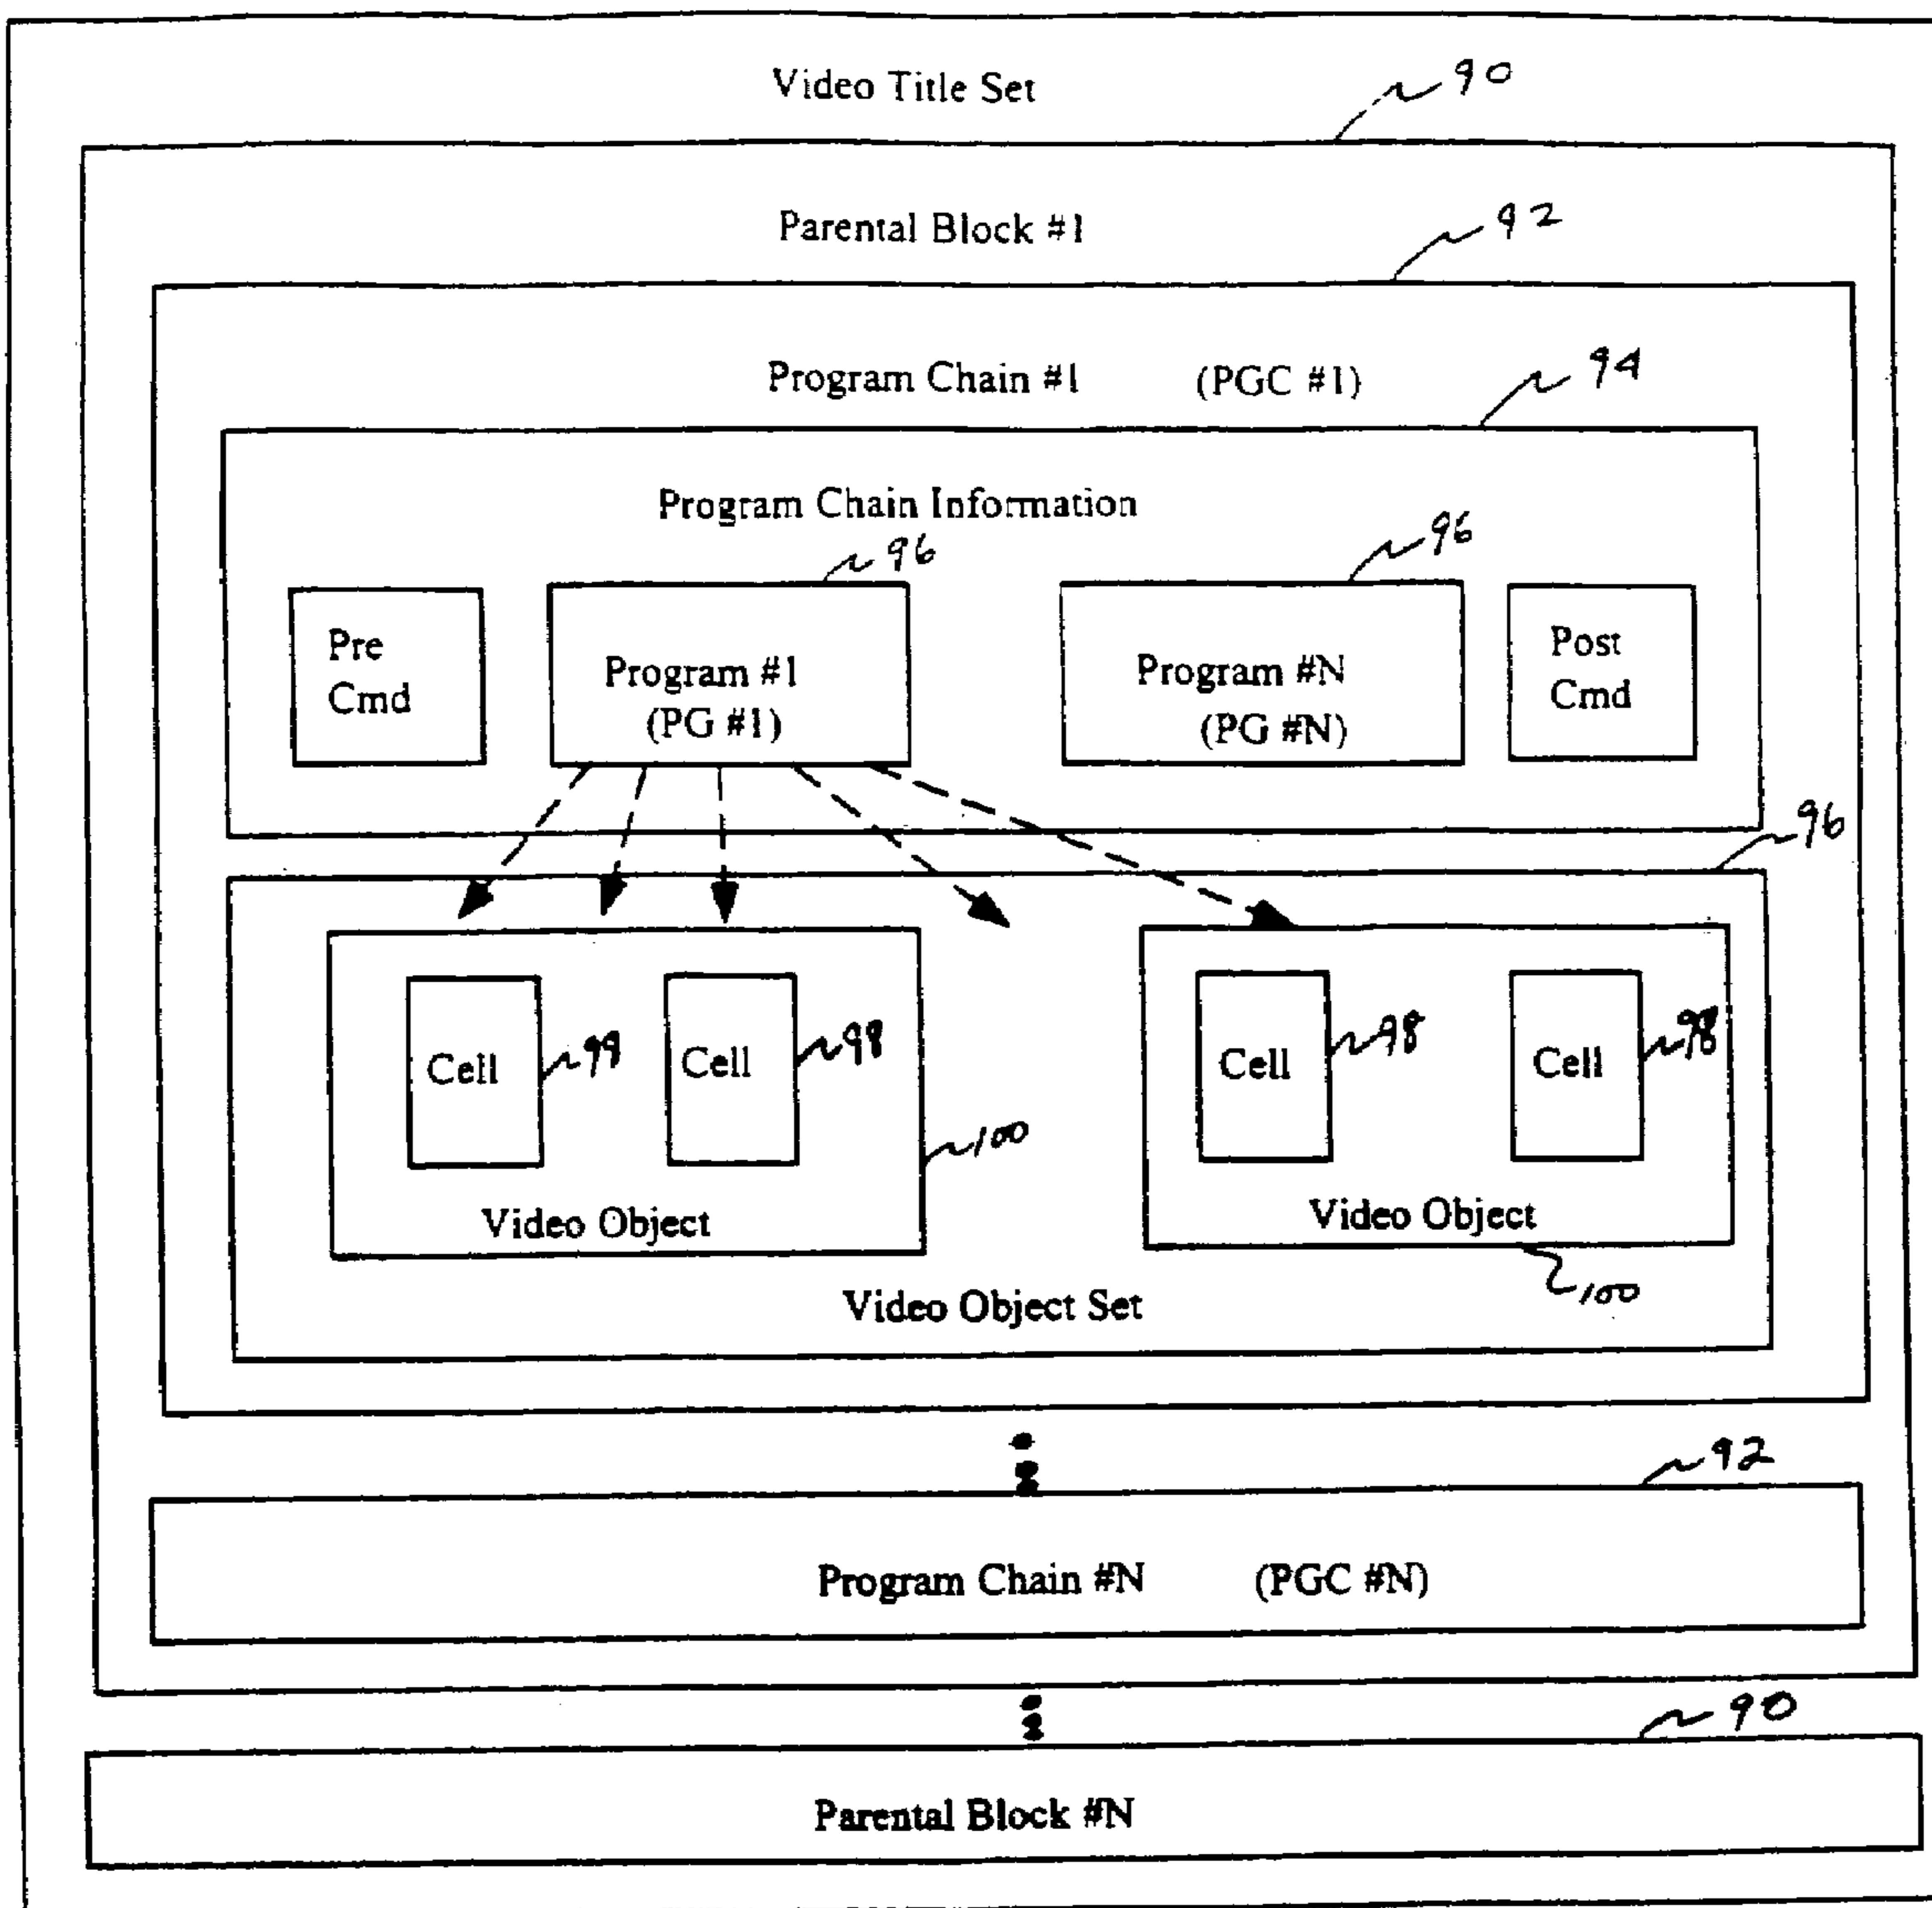 Video Title Set
90
Parental Block #1
92
Program Chain #1 (PGC #1)
94
Program Chain Information
96
96
Pre
Cmd
Program #1
(PG #1)
Program #N
(PG #N)
Post
Cmd
96
Cell
99
Cell
98
Cell
98
Cell
98
100
Video Object
Video Object
100
Video Object Set
92
Program Chain #N (PGC #N)
90
Parental Block #N